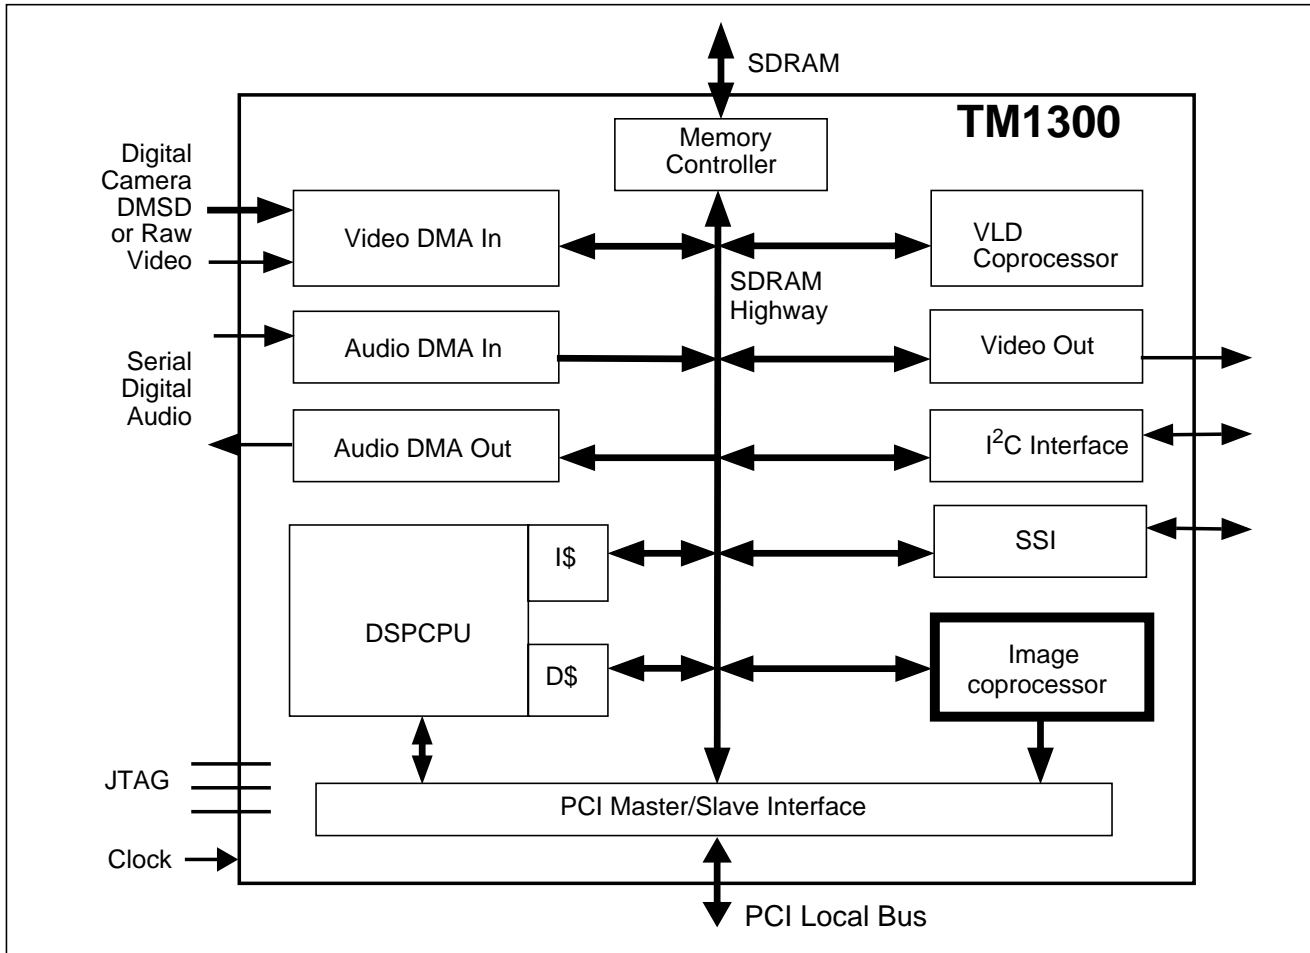 SDRAM
TM1300
Memory
Controller
Digital
Camera
DMSD
or Raw
Video
Video DMA In
VLD
Coprocessor
SDRAM
Highway
Audio DMA In
Video Out
Serial
Digital
Audio
Audio DMA Out
I²C Interface
I$
SSI
DSPCPU
D$
Image
coprocessor
JTAG
PCI Master/Slave Interface
Clock
PCI Local Bus